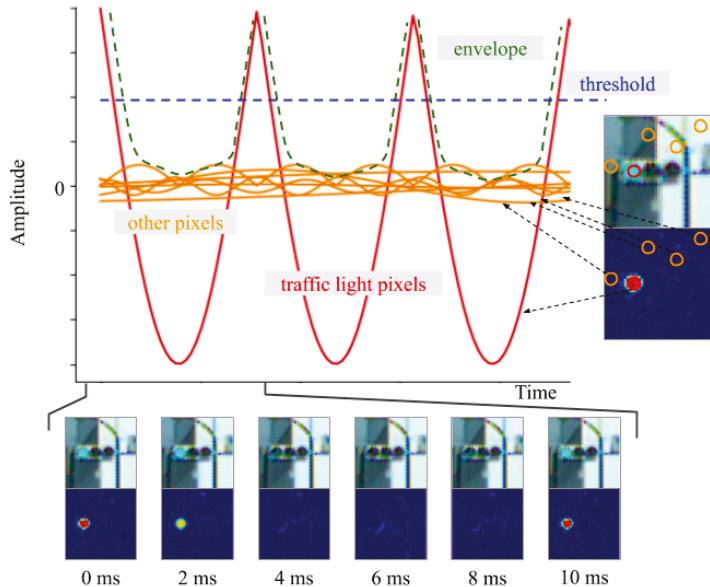 envelope
threshold
Amplitude
0
other pixels
traffic light pixels
Time
0 ms 2 ms 4 ms 6 ms 8 ms 10 ms